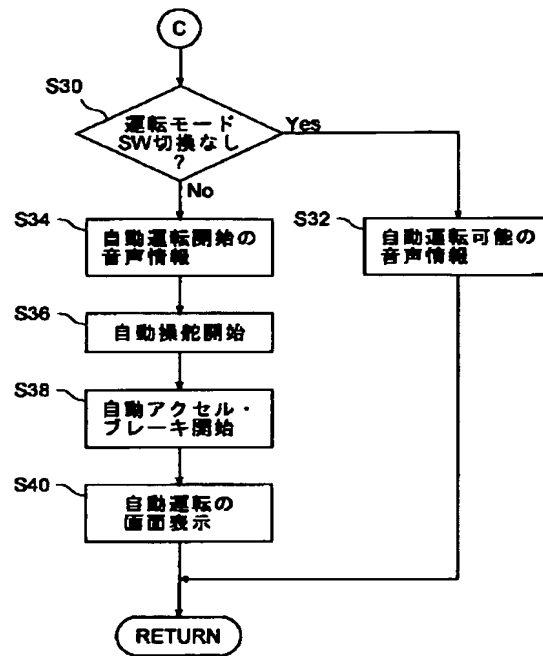 C
S30
運転モード
SW切換なし
?
Yes
No
S34
自動運転開始の
音声情報
S32
自動運転可能の
音声情報
S36
自動操舵開始
S38
自動アクセル・
ブレーキ開始
S40
自動運転の
画面表示
RETURN